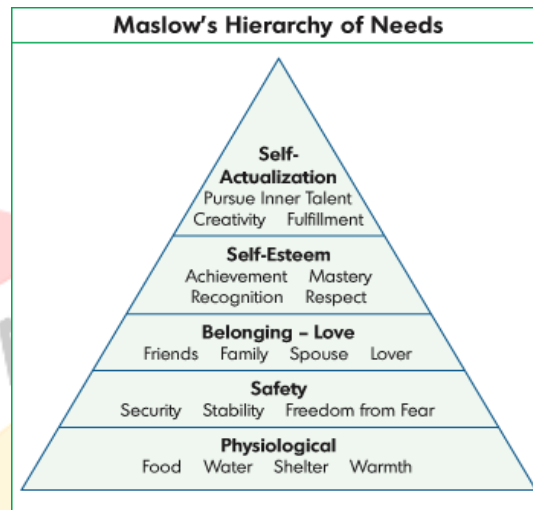 Maslow's Hierarchy of Needs
Self-
Actualization
Pursue Inner Talent
Creativity Fulfillment
Self-Esteem
Achievement Mastery
Recognition Respect
Belonging – Love
Friends Family Spouse Lover
Safety
Security Stability Freedom from Fear
Physiological
Food Water Shelter Warmth